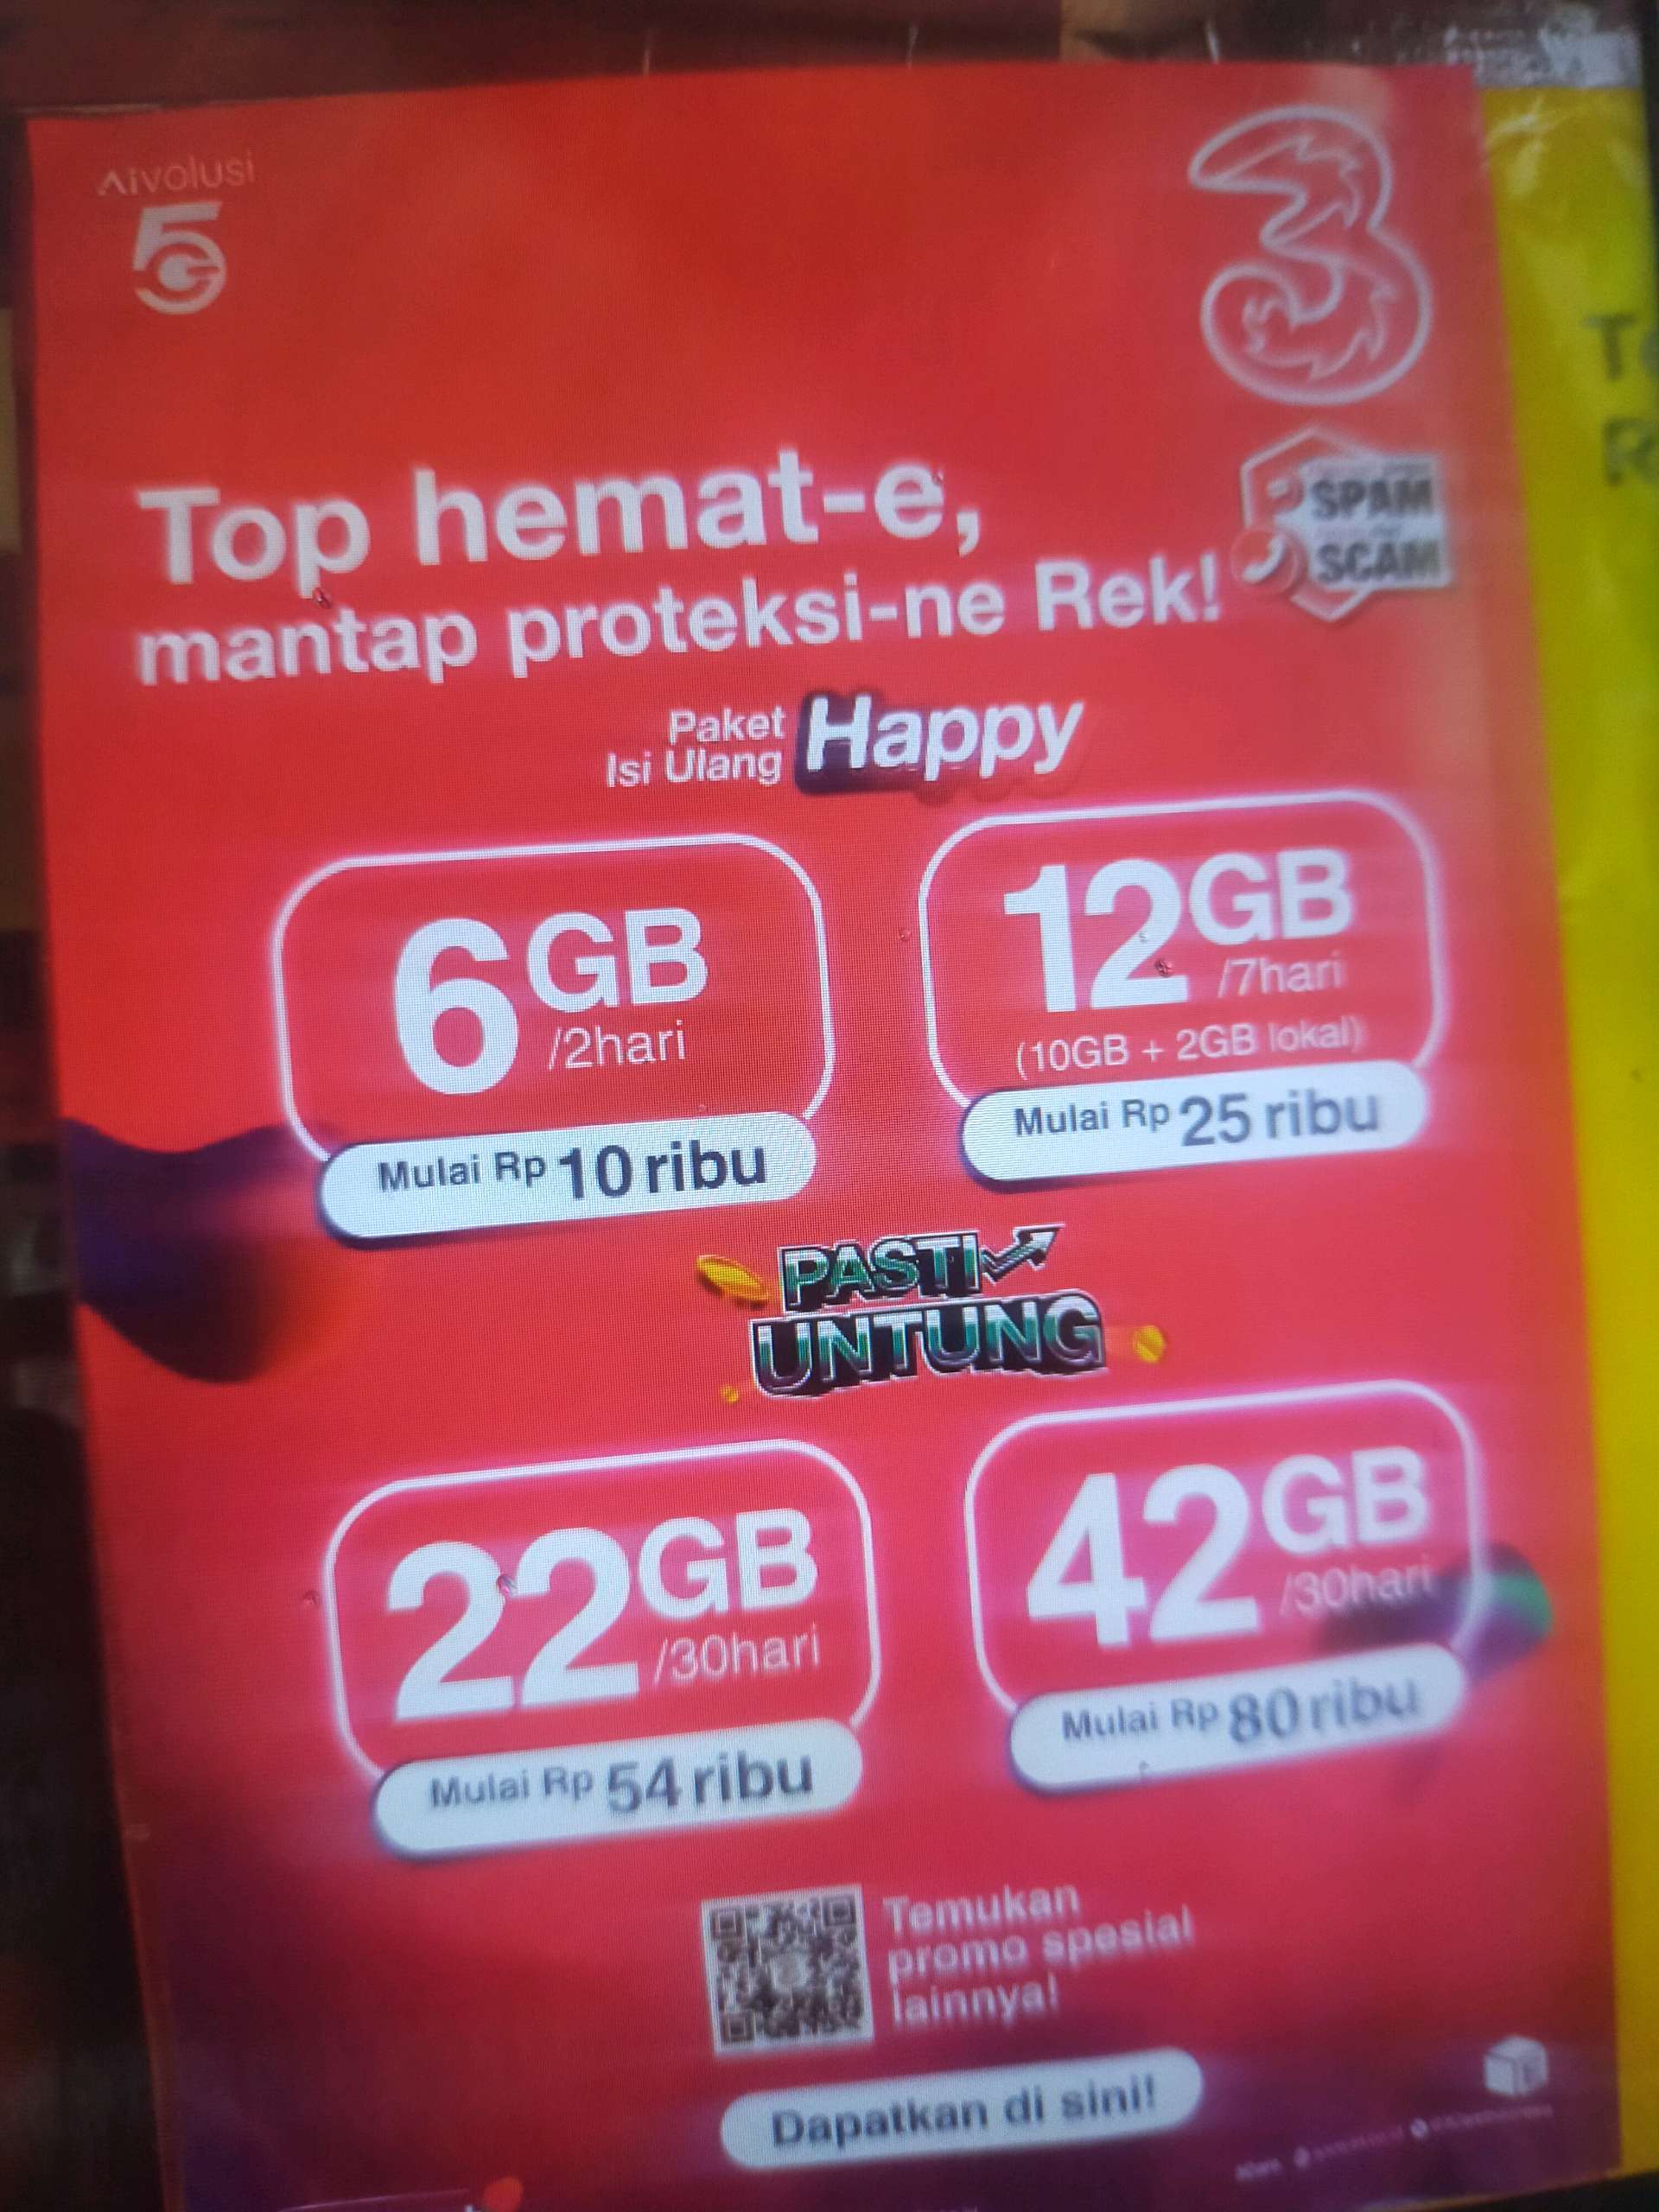 Aivolusi
5G
3
Top hemat-e,
SPAM
SCAM
mantap proteksi-ne Rek!
Paket
Isi Ulang
Happy
6GB
/2hari
Mulai Rp 10 ribu
12GB
/7hari
(10GB + 2GB lokal)
Mulai Rp 25 ribu
PASTI
UNTUNG
22GB
/30hari
Mulai Rp 54 ribu
42GB
/30hari
Mulai Rp 80 ribu
Temukan
promo spesial
lainnya!
Dapatkan di sini!